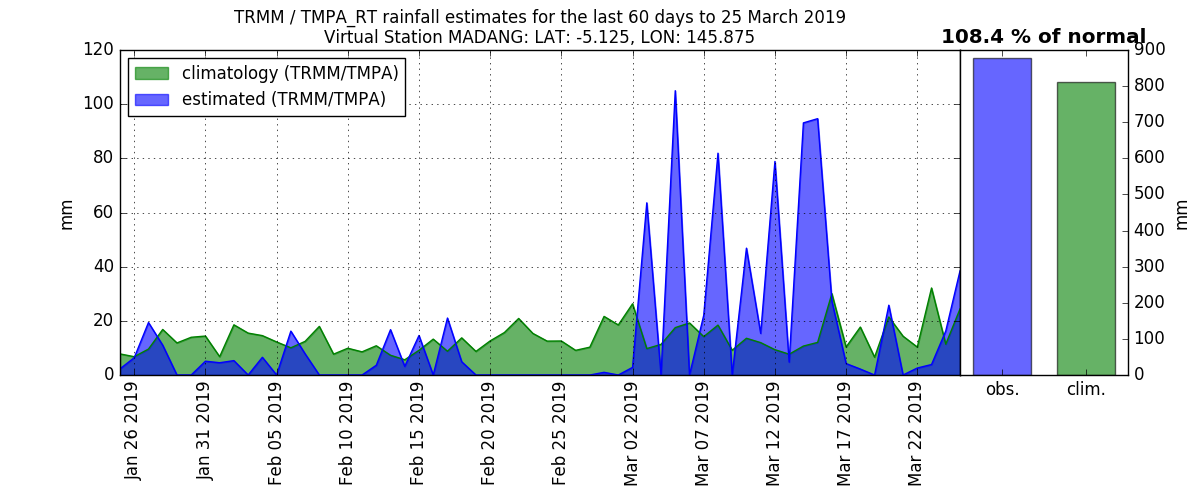 TRMM / TMPA_RT rainfall estimates for the last 60 days to 25 March 2019
Virtual Station MADANG: LAT: -5.125, LON: 145.875
108.4 % of normal
climatology (TRMM/TMPA)
estimated (TRMM/TMPA)
mm
120
100
80
60
40
20
0
Jan 26 2019
Jan 31 2019
Feb 05 2019
Feb 10 2019
Feb 15 2019
Feb 20 2019
Feb 25 2019
Mar 02 2019
Mar 07 2019
Mar 12 2019
Mar 17 2019
Mar 22 2019
obs.
clim.
900
800
700
600
500
400
300
200
100
0
mm